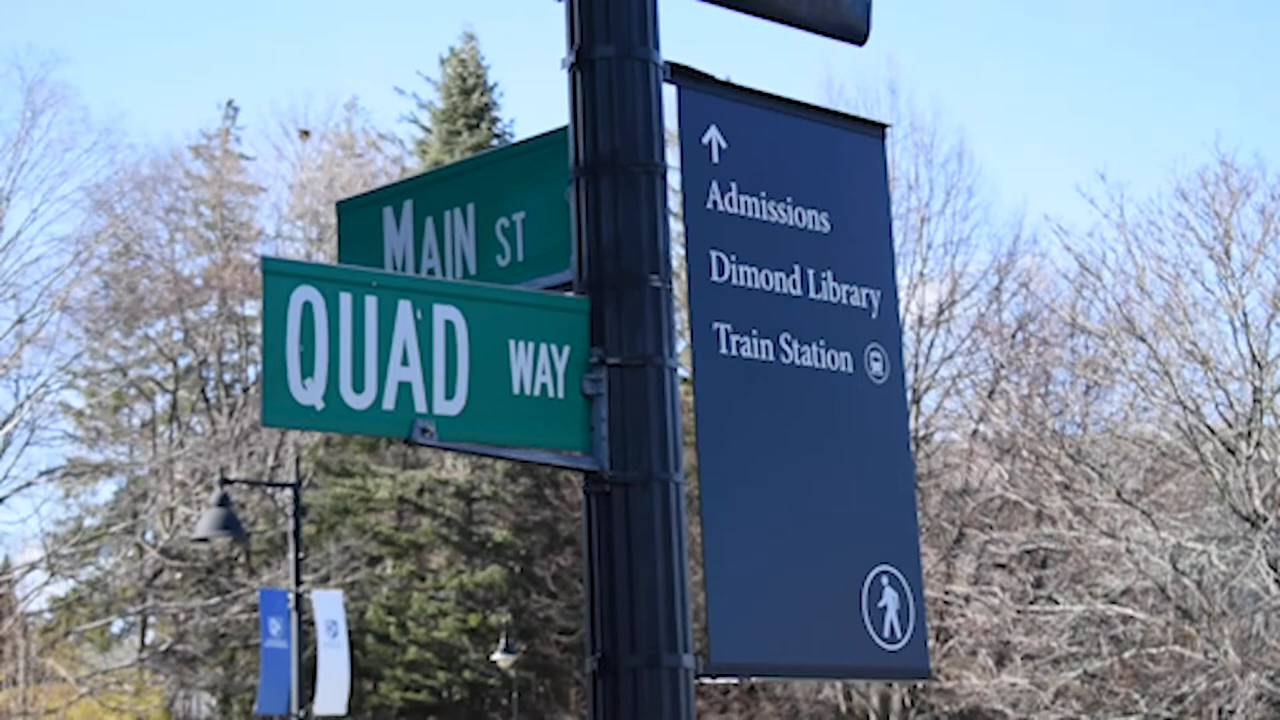 MAIN ST
QUAD WAY
Admissions
Dimond Library
Train Station